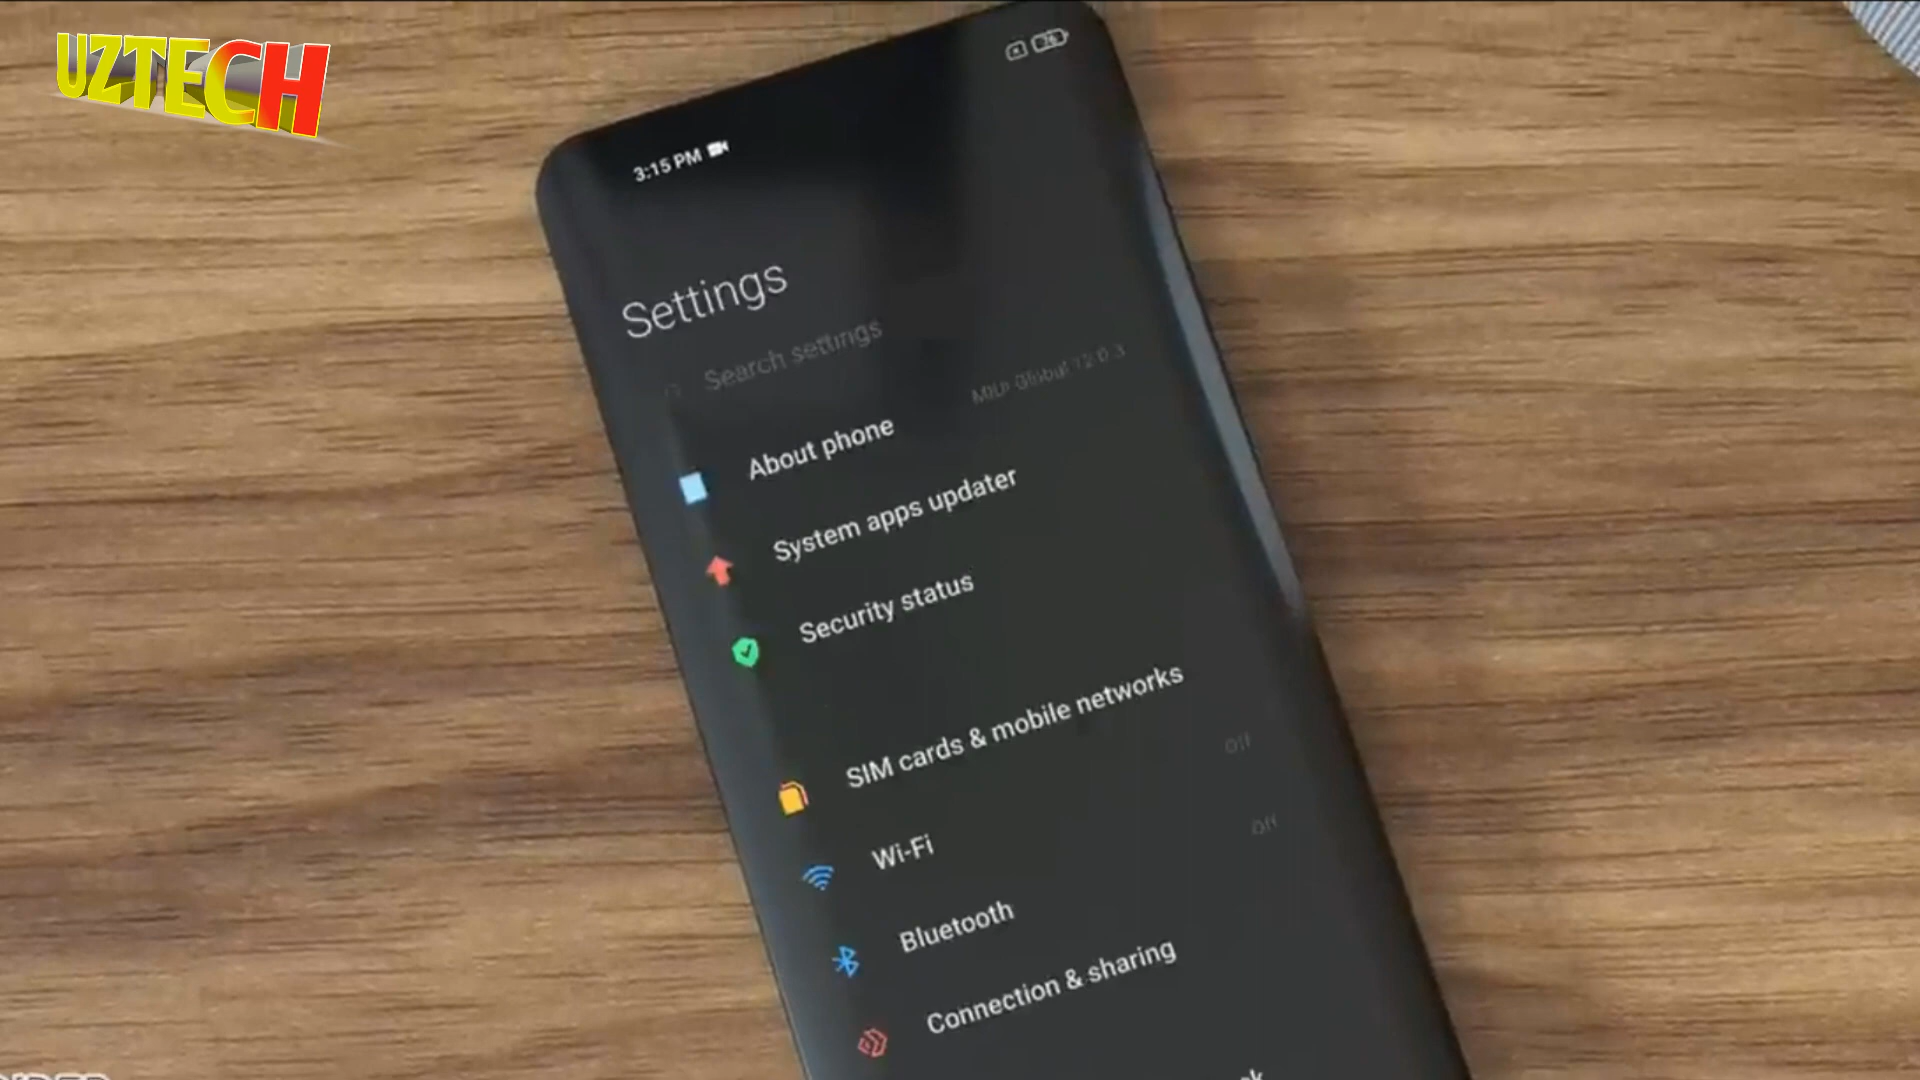 UZTECH
3:15 PM
76
Settings
Search settings
MIUI Global 12.0.3
About phone
System apps updater
Security status
SIM cards & mobile networks
Off
Wi-Fi
Off
Bluetooth
Connection & sharing